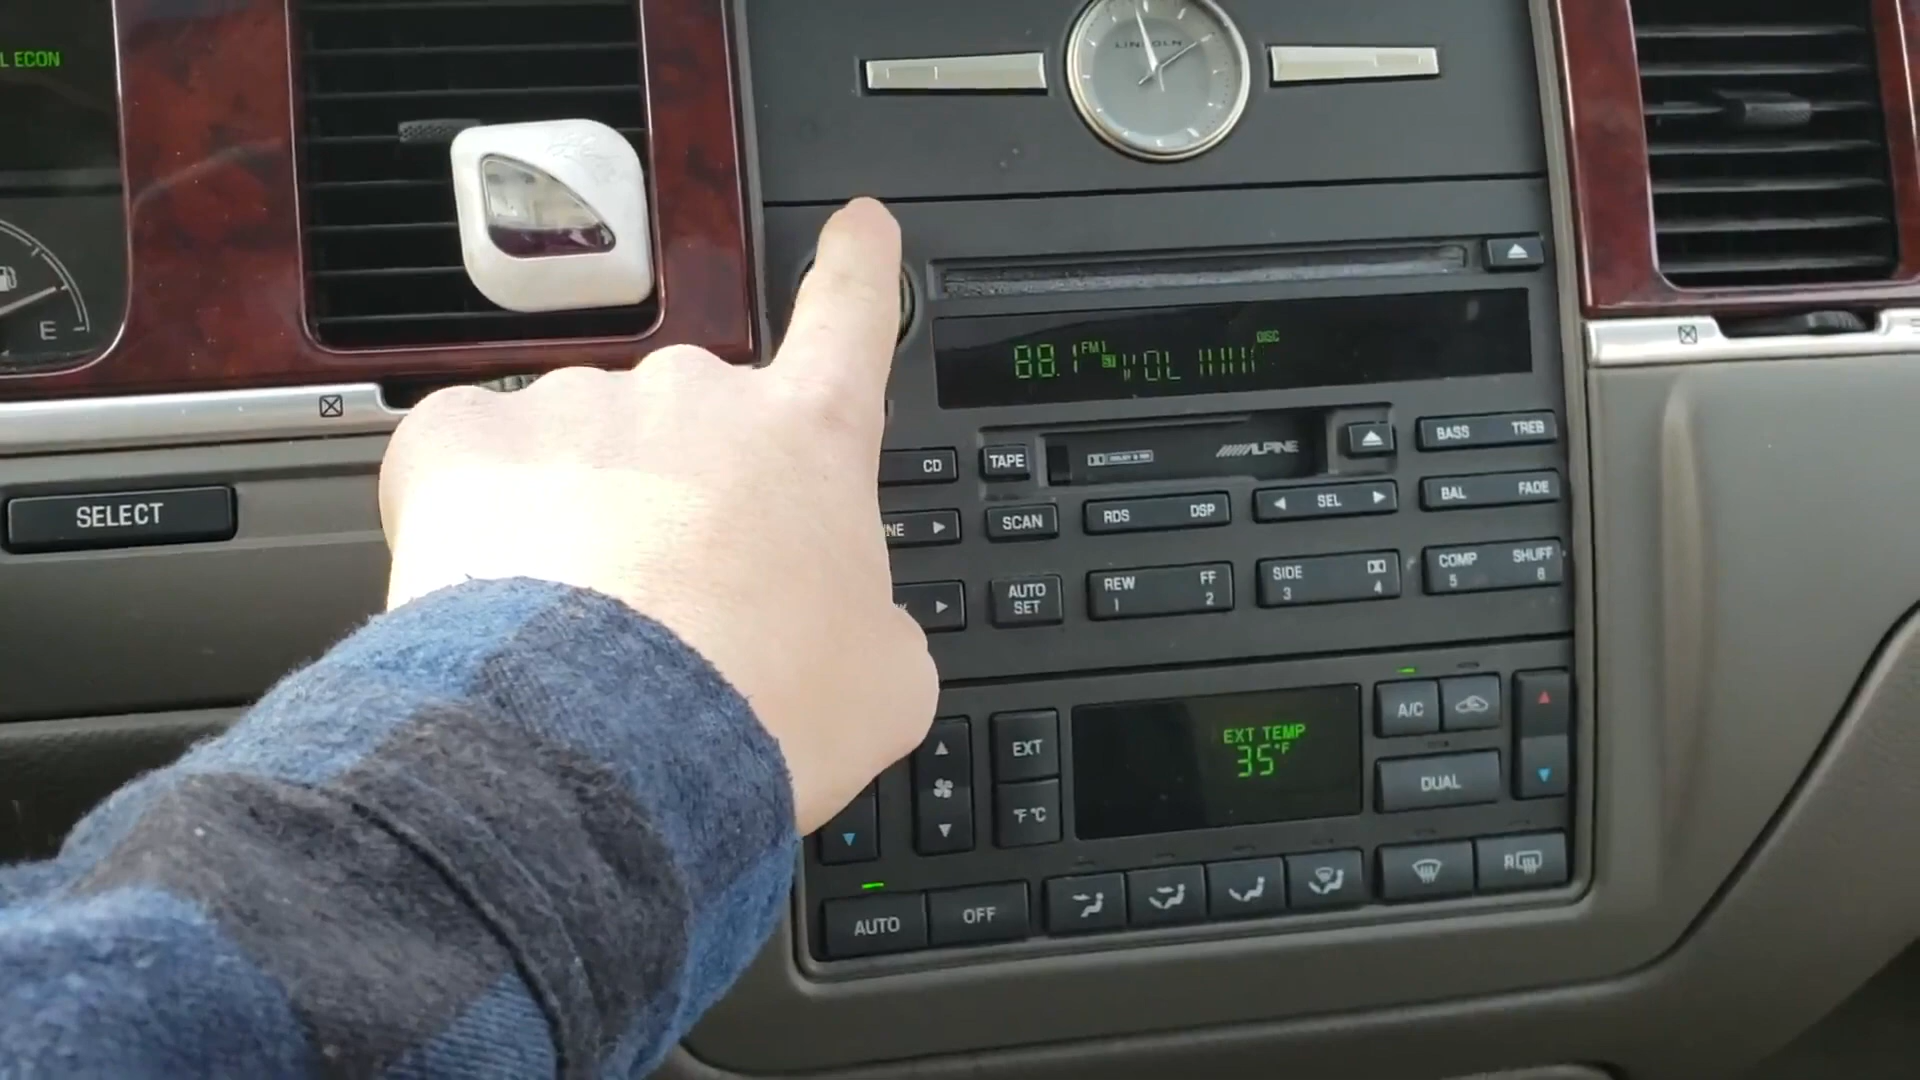 L ECON
LINCOLN
E
88.1 FM1 ST VOL DISC
SELECT
CD
TAPE
ALPINE
BASS TREB
NE
SCAN
RDS DSP
SEL
BAL FADE
AUTO SET
REW FF
1 2
SIDE
3 4
COMP SHUFF
5 6
EXT
EXT TEMP
35°F
A/C
°F °C
DUAL
AUTO
OFF
R